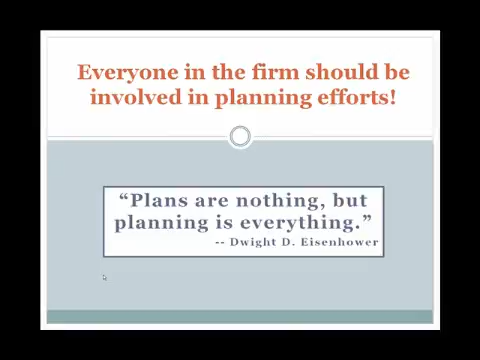 Everyone in the firm should be
involved in planning efforts!
“Plans are nothing, but
planning is everything.”
-- Dwight D. Eisenhower